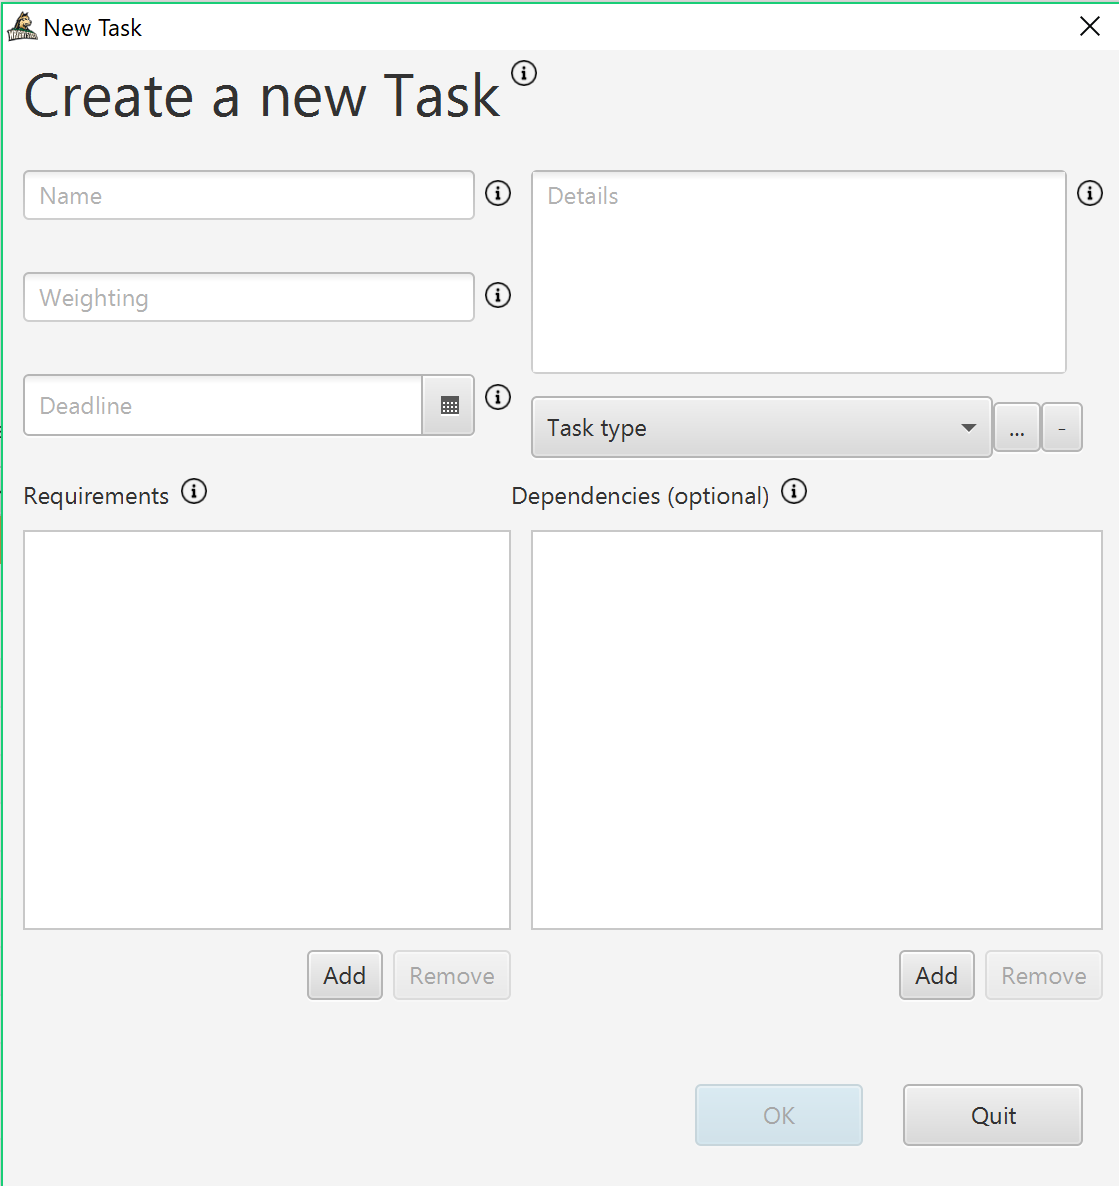 New Task
Create a new Task
Name
Details
Weighting
Deadline
Task type
...
-
Requirements
Dependencies (optional)
Add
Remove
Add
Remove
OK
Quit